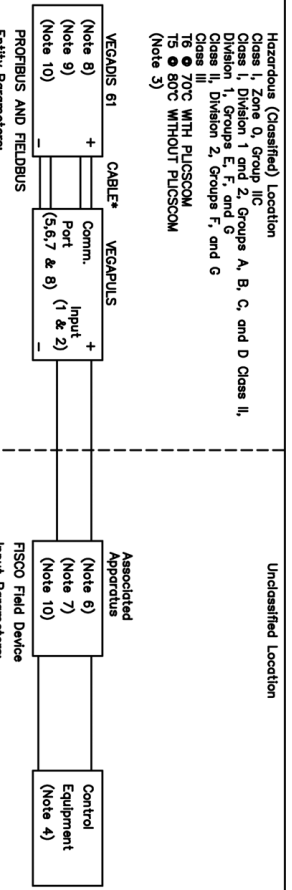 Hazardous (Classified) Location
Class I, Zone 0, Group IIC
Class I, Division 1 and 2, Groups A, B, C, and D Class II,
Division 1, Groups E, F, and G
Class II, Division 2, Groups F, and G
Class III
T6 @ 70°C WITH PLICSCOM
T5 @ 80°C WITHOUT PLICSCOM
(Note 3)
Unclassified Location
VEGADIS 61
(Note 8) +
(Note 9)
(Note 10) –
CABLE*
VEGAPULS
Comm. +
Port Input
(5,6,7 & 8) (1 & 2) –
Associated
Apparatus
(Note 6)
(Note 7)
(Note 10)
Control
Equipment
(Note 4)
PROFIBUS AND FIELDBUS
Entity Parameters:
FISCO Field Device
Input Parameters: